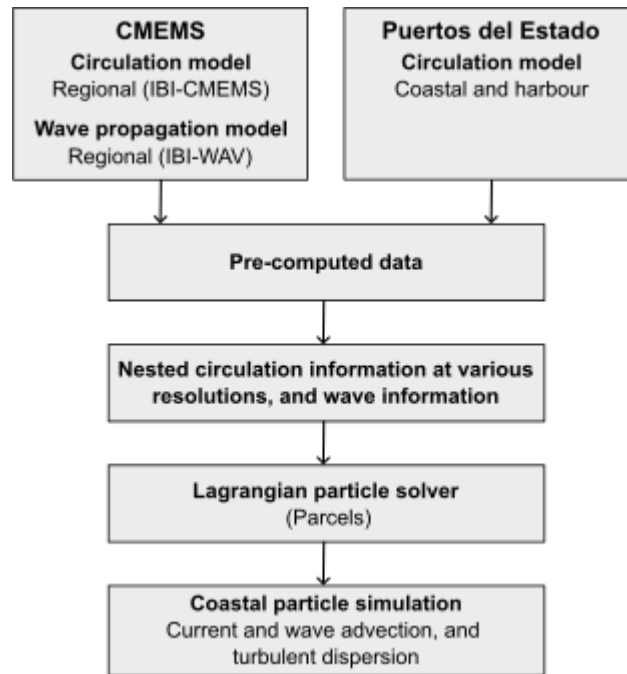 CMEMS
Circulation model
Regional (IBI-CMEMS)
Wave propagation model
Regional (IBI-WAV)
Puertos del Estado
Circulation model
Coastal and harbour
Pre-computed data
Nested circulation information at various
resolutions, and wave information
Lagrangian particle solver
(Parcels)
Coastal particle simulation
Current and wave advection, and
turbulent dispersion